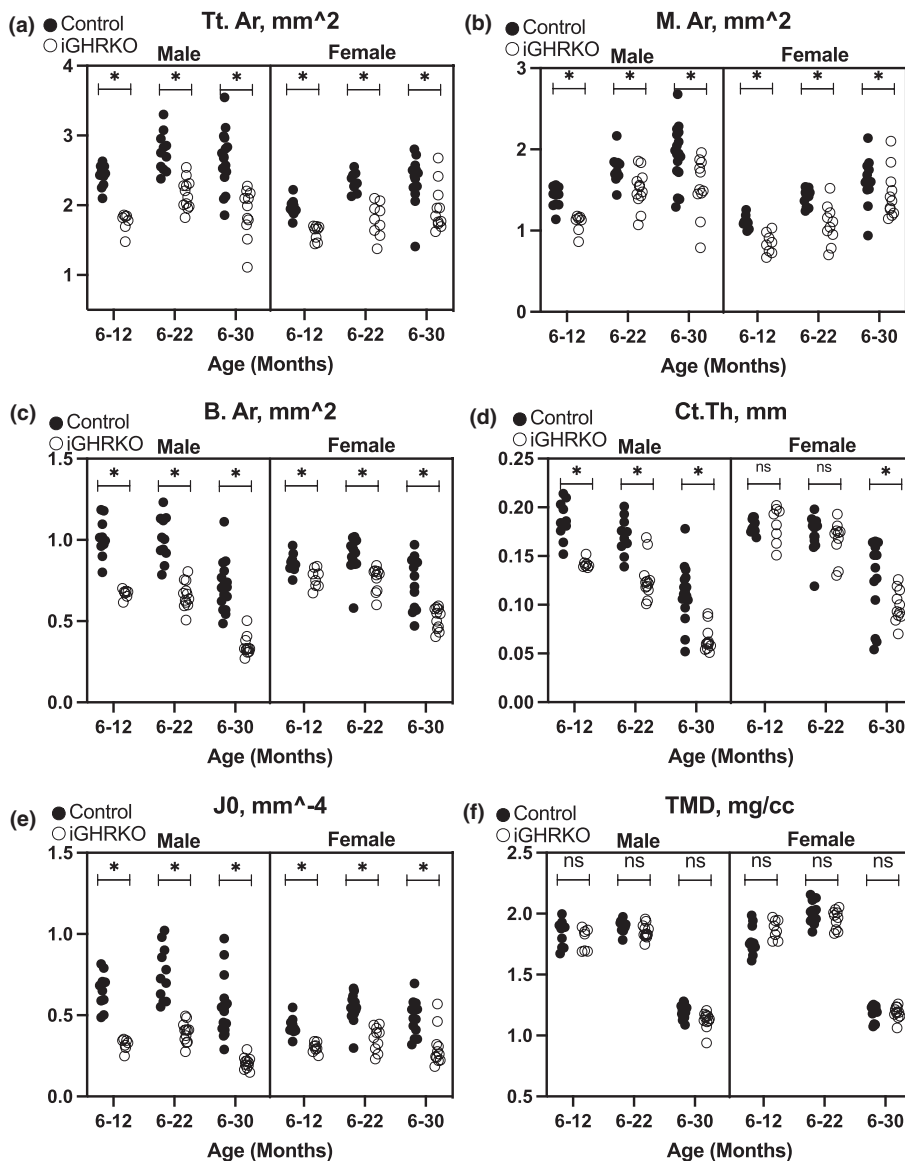 (a) ● Control Tt. Ar, mm^2
○ iGHRKO
Male Female
* * * * * *
4
3
2
1
6-12 6-22 6-30 6-12 6-22 6-30
Age (Months)
(b) ● Control M. Ar, mm^2
○ iGHRKO
Male Female
* * * * * *
3
2
1
0
6-12 6-22 6-30 6-12 6-22 6-30
Age (Months)
(c) B. Ar, mm^2
● Control
○ iGHRKO
Male Female
* * * * * *
1.5
1.0
0.5
0.0
6-12 6-22 6-30 6-12 6-22 6-30
Age (Months)
(d) Ct.Th, mm
● Control
○ iGHRKO
Male Female
* * * ns ns *
0.25
0.20
0.15
0.10
0.05
0.00
6-12 6-22 6-30 6-12 6-22 6-30
Age (Months)
(e) J0, mm^-4
● Control
○ iGHRKO
Male Female
* * * * * *
1.5
1.0
0.5
0.0
6-12 6-22 6-30 6-12 6-22 6-30
Age (Months)
(f) TMD, mg/cc
● Control
○ iGHRKO
Male Female
ns ns ns ns ns ns
2.5
2.0
1.5
1.0
0.5
6-12 6-22 6-30 6-12 6-22 6-30
Age (Months)